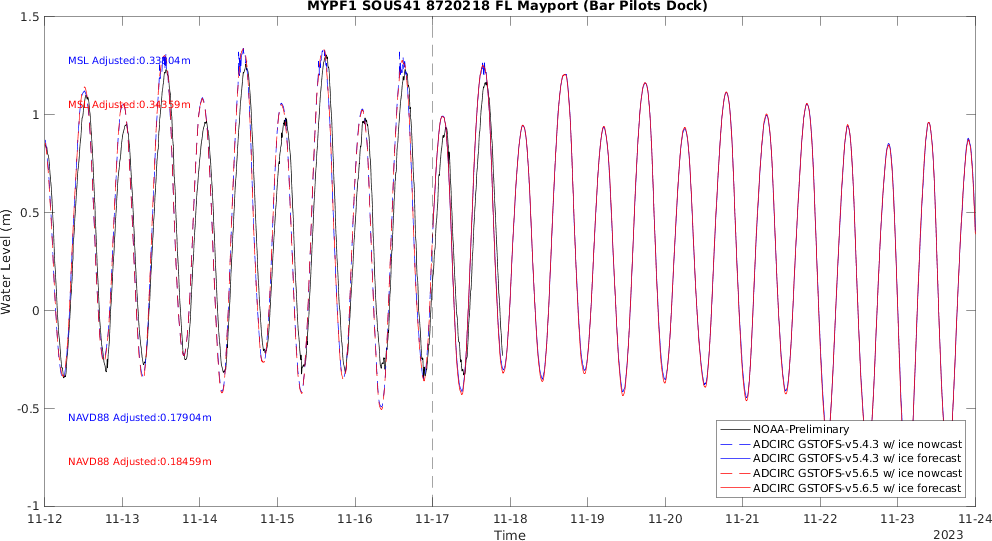 MYPF1 SOUS41 8720218 FL Mayport (Bar Pilots Dock)
1.5
1
0.5
0
-0.5
-1
Water Level (m)
MSL Adjusted:0.33804m
MSL Adjusted:0.34359m
NAVD88 Adjusted:0.17904m
NAVD88 Adjusted:0.18459m
NOAA-Preliminary
ADCIRC GSTOFS-v5.4.3 w/ ice nowcast
ADCIRC GSTOFS-v5.4.3 w/ ice forecast
ADCIRC GSTOFS-v5.6.5 w/ ice nowcast
ADCIRC GSTOFS-v5.6.5 w/ ice forecast
11-12 11-13 11-14 11-15 11-16 11-17 11-18 11-19 11-20 11-21 11-22 11-23 11-24
Time
2023